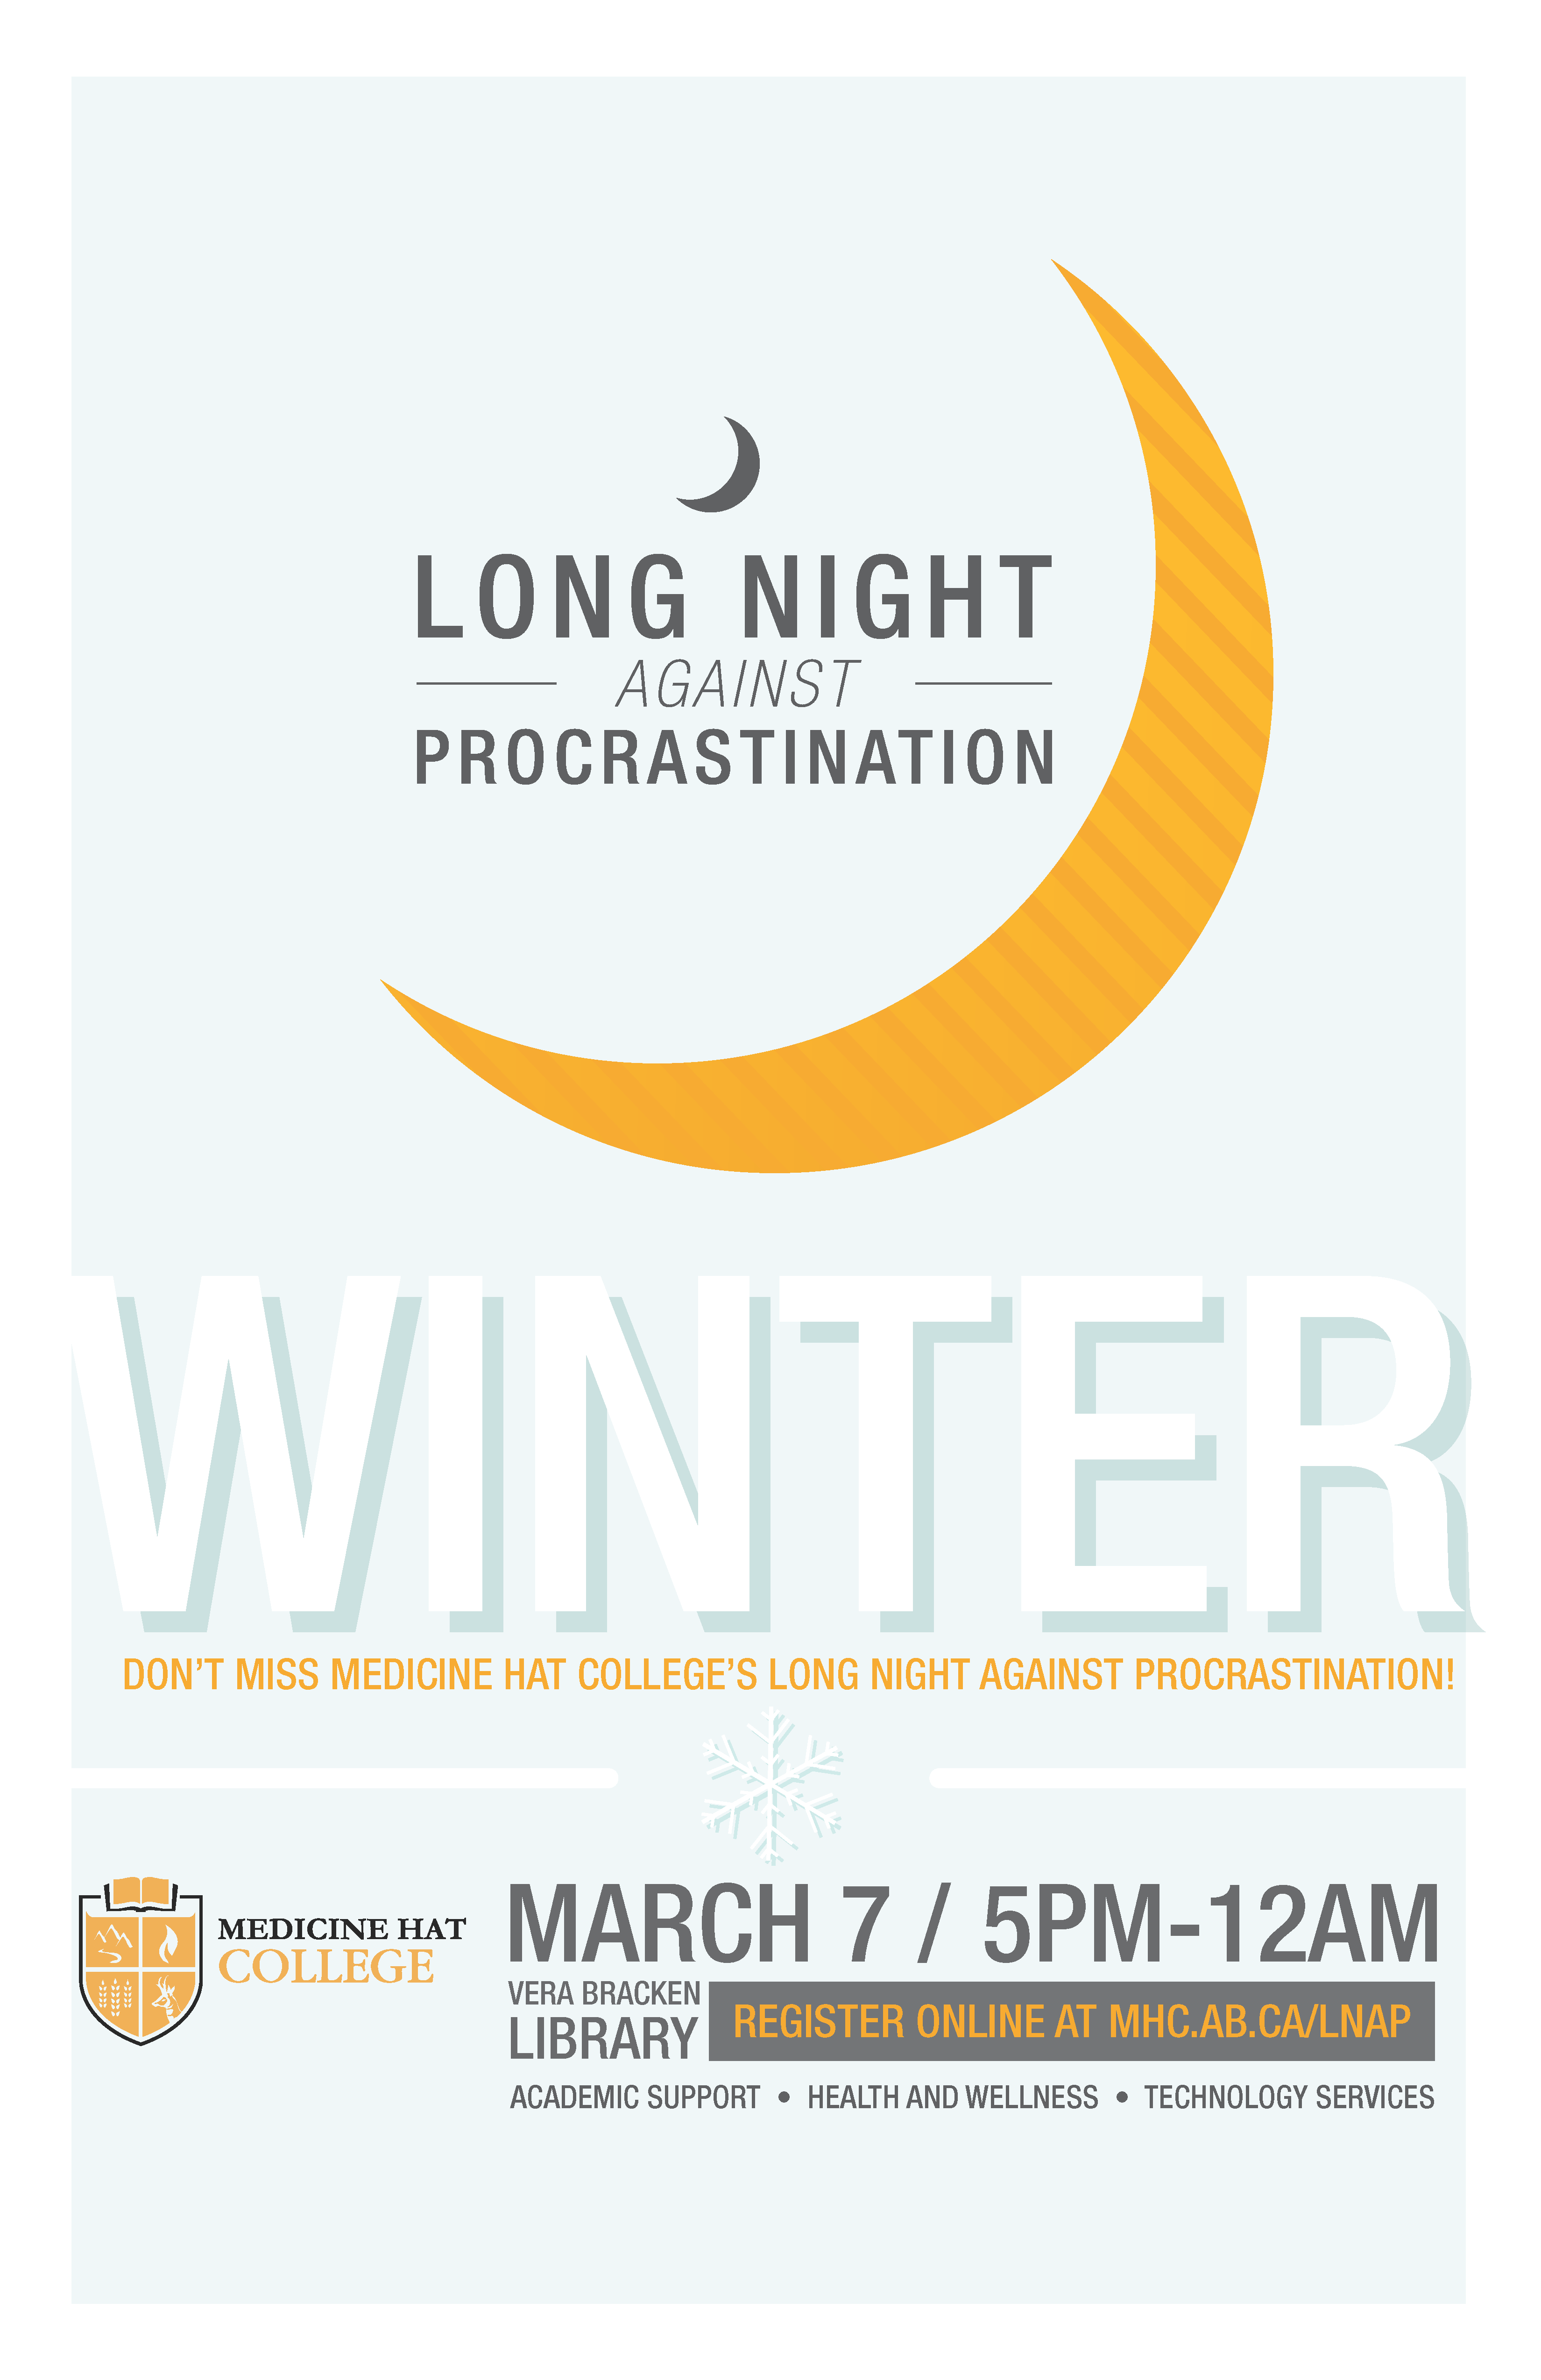 LONG NIGHT
AGAINST
PROCRASTINATION
WINTER
DON'T MISS MEDICINE HAT COLLEGE'S LONG NIGHT AGAINST PROCRASTINATION!
MEDICINE HAT
COLLEGE
MARCH 7 / 5PM-12AM
VERA BRACKEN
LIBRARY
REGISTER ONLINE AT MHC.AB.CA/LNAP
ACADEMIC SUPPORT • HEALTH AND WELLNESS • TECHNOLOGY SERVICES